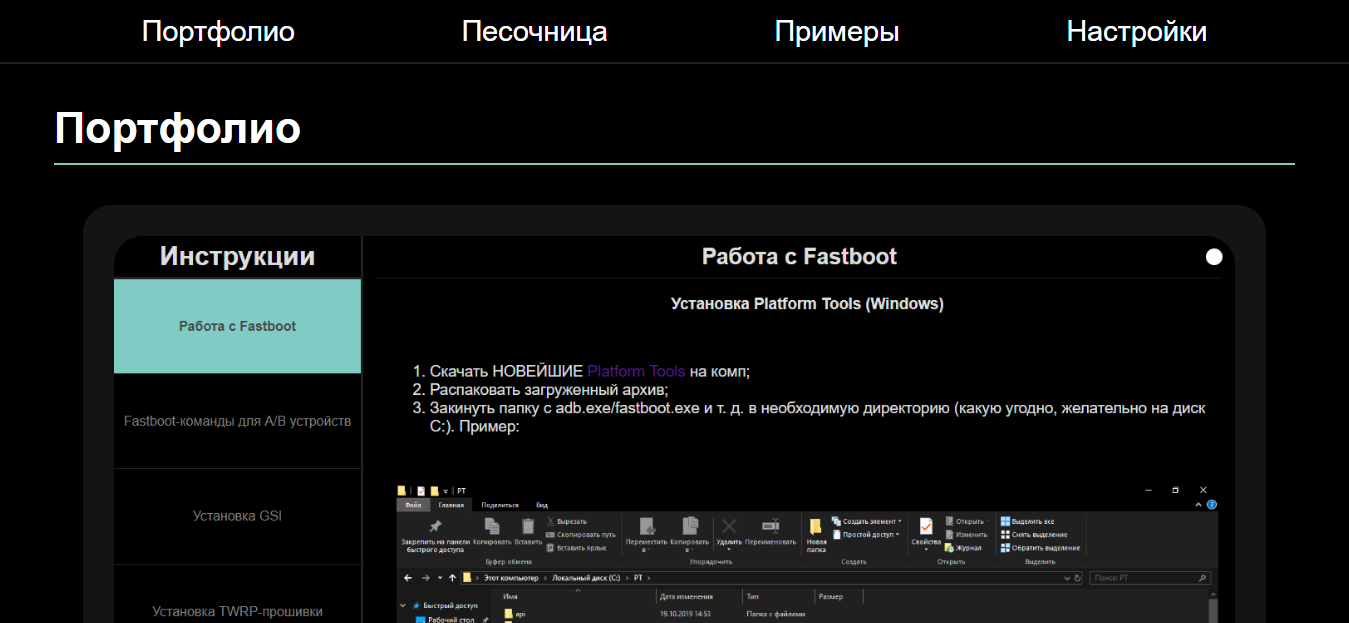 Портфолио Песочница Примеры Настройки
Портфолио
Инструкции
Работа с Fastboot
Fastboot-команды для A/B устройств
Установка GSI
Установка TWRP-прошивки
Работа с Fastboot
Установка Platform Tools (Windows)
1. Скачать НОВЕЙШИЕ Platform Tools на комп;
2. Распаковать загруженный архив;
3. Закинуть папку с adb.exe/fastboot.exe и т. д. в необходимую директорию (какую угодно, желательно на диск
C:). Пример:
PT
Файл Главная Поделиться Вид
Закрепить на панели
быстрого доступа
Копировать
Вставить
Вырезать
Скопировать путь
Вставить ярлык
Буфер обмена
Переместить
в
Копировать
в
Удалить
Переименовать
Упорядочить
Новая
папка
Создать элемент
Простой доступ
Создать
Свойства
Открыть
Изменить
Журнал
Открыть
Выделить все
Снять выделение
Обратить выделение
Выделить
Этот компьютер › Локальный диск (C:) › PT ›
Поиск: PT
Имя Дата изменения Тип Размер
Быстрый доступ
Рабочий стол
api 19.10.2019 14:53 Папка с файлами